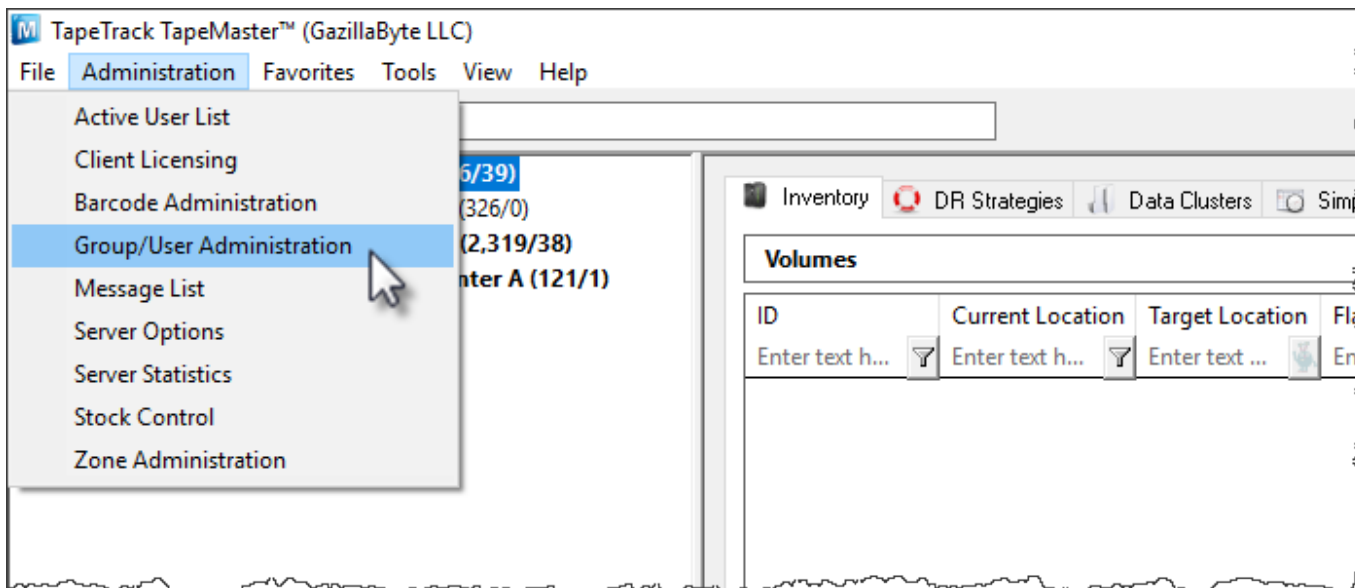 TapeTrack TapeMaster™ (GazillaByte LLC)
File Administration Favorites Tools View Help
Active User List
Client Licensing
Barcode Administration
Group/User Administration
Message List
Server Options
Server Statistics
Stock Control
Zone Administration
6/39)
(326/0)
(2,319/38)
nter A (121/1)
Inventory DR Strategies Data Clusters
Volumes
ID Current Location Target Location
Enter text h... Enter text h... Enter text ...